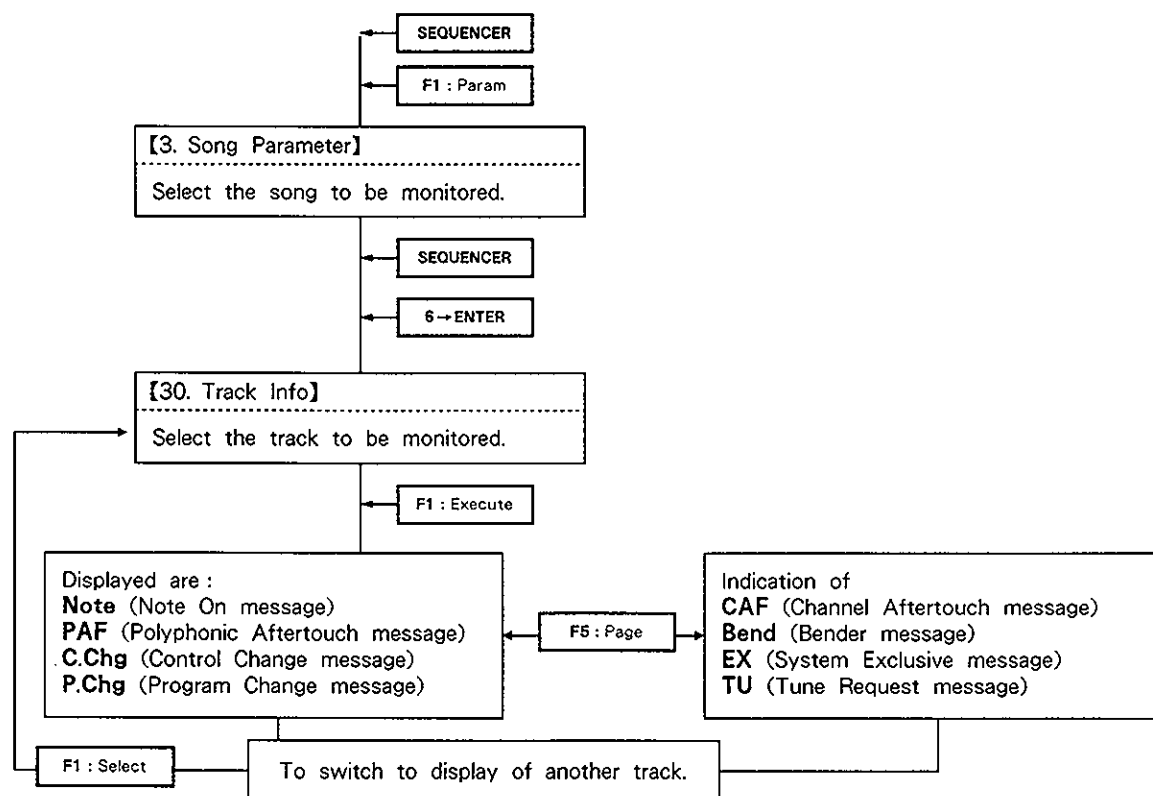 SEQUENCER
F1 : Param
【3. Song Parameter】
Select the song to be monitored.
SEQUENCER
6→ENTER
【30. Track Info】
Select the track to be monitored.
F1 : Execute
Displayed are :
Note (Note On message)
PAF (Polyphonic Aftertouch message)
C.Chg (Control Change message)
P.Chg (Program Change message)
F5 : Page
Indication of
CAF (Channel Aftertouch message)
Bend (Bender message)
EX (System Exclusive message)
TU (Tune Request message)
F1 : Select
To switch to display of another track.